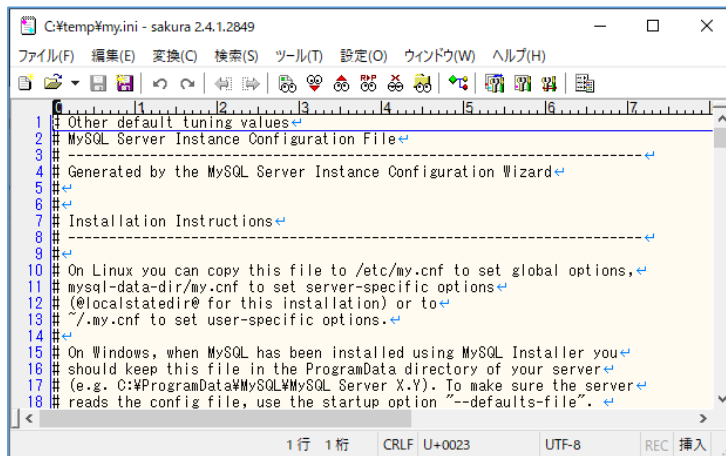 C:¥temp¥my.ini - sakura 2.4.1.2849
ファイル(F) 編集(E) 変換(C) 検索(S) ツール(T) 設定(O) ウィンドウ(W) ヘルプ(H)
0 1 2 3 4 5 6 7
1 # Other default tuning values
2 # MySQL Server Instance Configuration File
3 # ----------------------------------------------------------------------
4 # Generated by the MySQL Server Instance Configuration Wizard
5 #
6 #
7 # Installation Instructions
8 # ----------------------------------------------------------------------
9 #
10 # On Linux you can copy this file to /etc/my.cnf to set global options,
11 # mysql-data-dir/my.cnf to set server-specific options
12 # (@localstatedir@ for this installation) or to
13 # ~/.my.cnf to set user-specific options.
14 #
15 # On Windows, when MySQL has been installed using MySQL Installer you
16 # should keep this file in the ProgramData directory of your server
17 # (e.g. C:¥ProgramData¥MySQL¥MySQL Server X.Y). To make sure the server
18 # reads the config file, use the startup option "--defaults-file".
1行 1桁 CRLF U+0023 UTF-8 REC 挿入